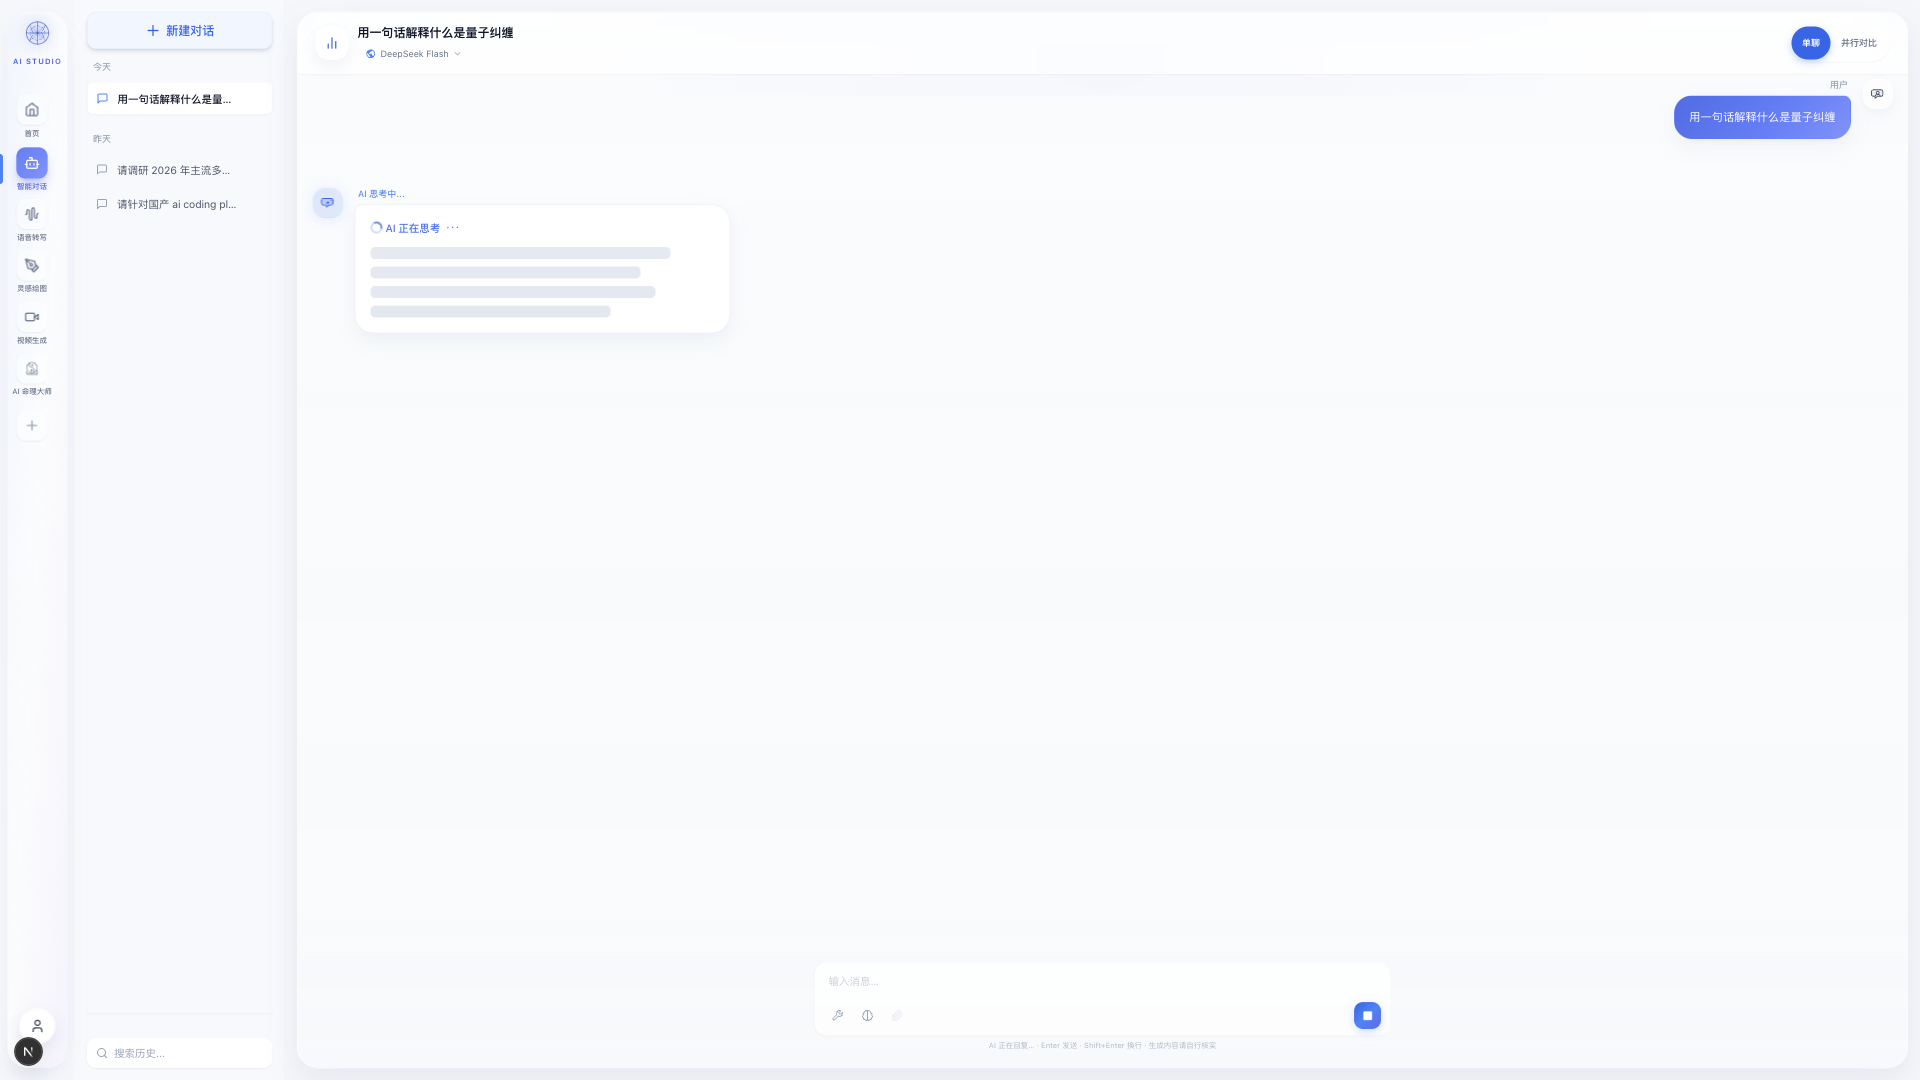 AI STUDIO
首页
智能对话
语音转写
灵感绘图
视频生成
AI 命理大师
N
新建对话
今天
用一句话解释什么是量...
昨天
请调研 2026 年主流多...
请针对国产 ai coding pl...
搜索历史...
用一句话解释什么是量子纠缠
DeepSeek Flash
单聊
并行对比
用户
用一句话解释什么是量子纠缠
AI 思考中...
AI 正在思考 ···
输入消息...
AI 正在回复... · Enter 发送 · Shift+Enter 换行 · 生成内容请自行核实